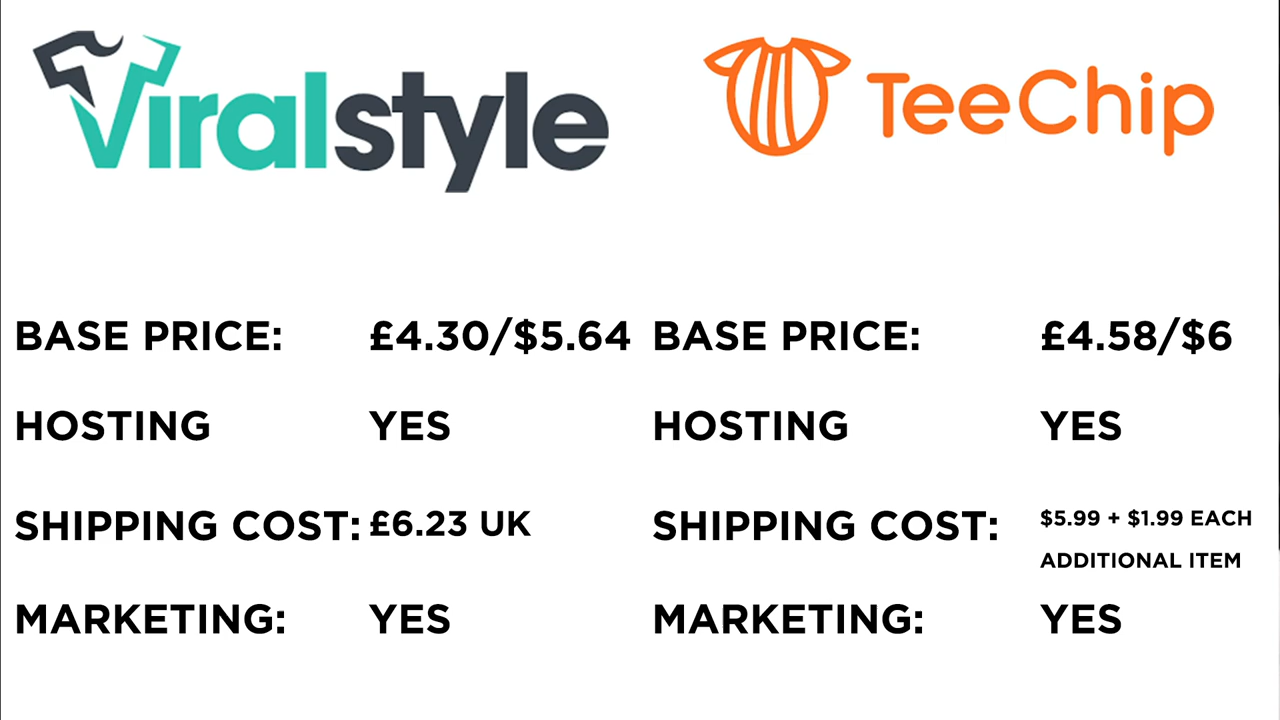 Viralstyle
TeeChip
BASE PRICE: £4.30/$5.64
BASE PRICE: £4.58/$6
HOSTING YES
HOSTING YES
SHIPPING COST: £6.23 UK
SHIPPING COST: $5.99 + $1.99 EACH
ADDITIONAL ITEM
MARKETING: YES
MARKETING: YES